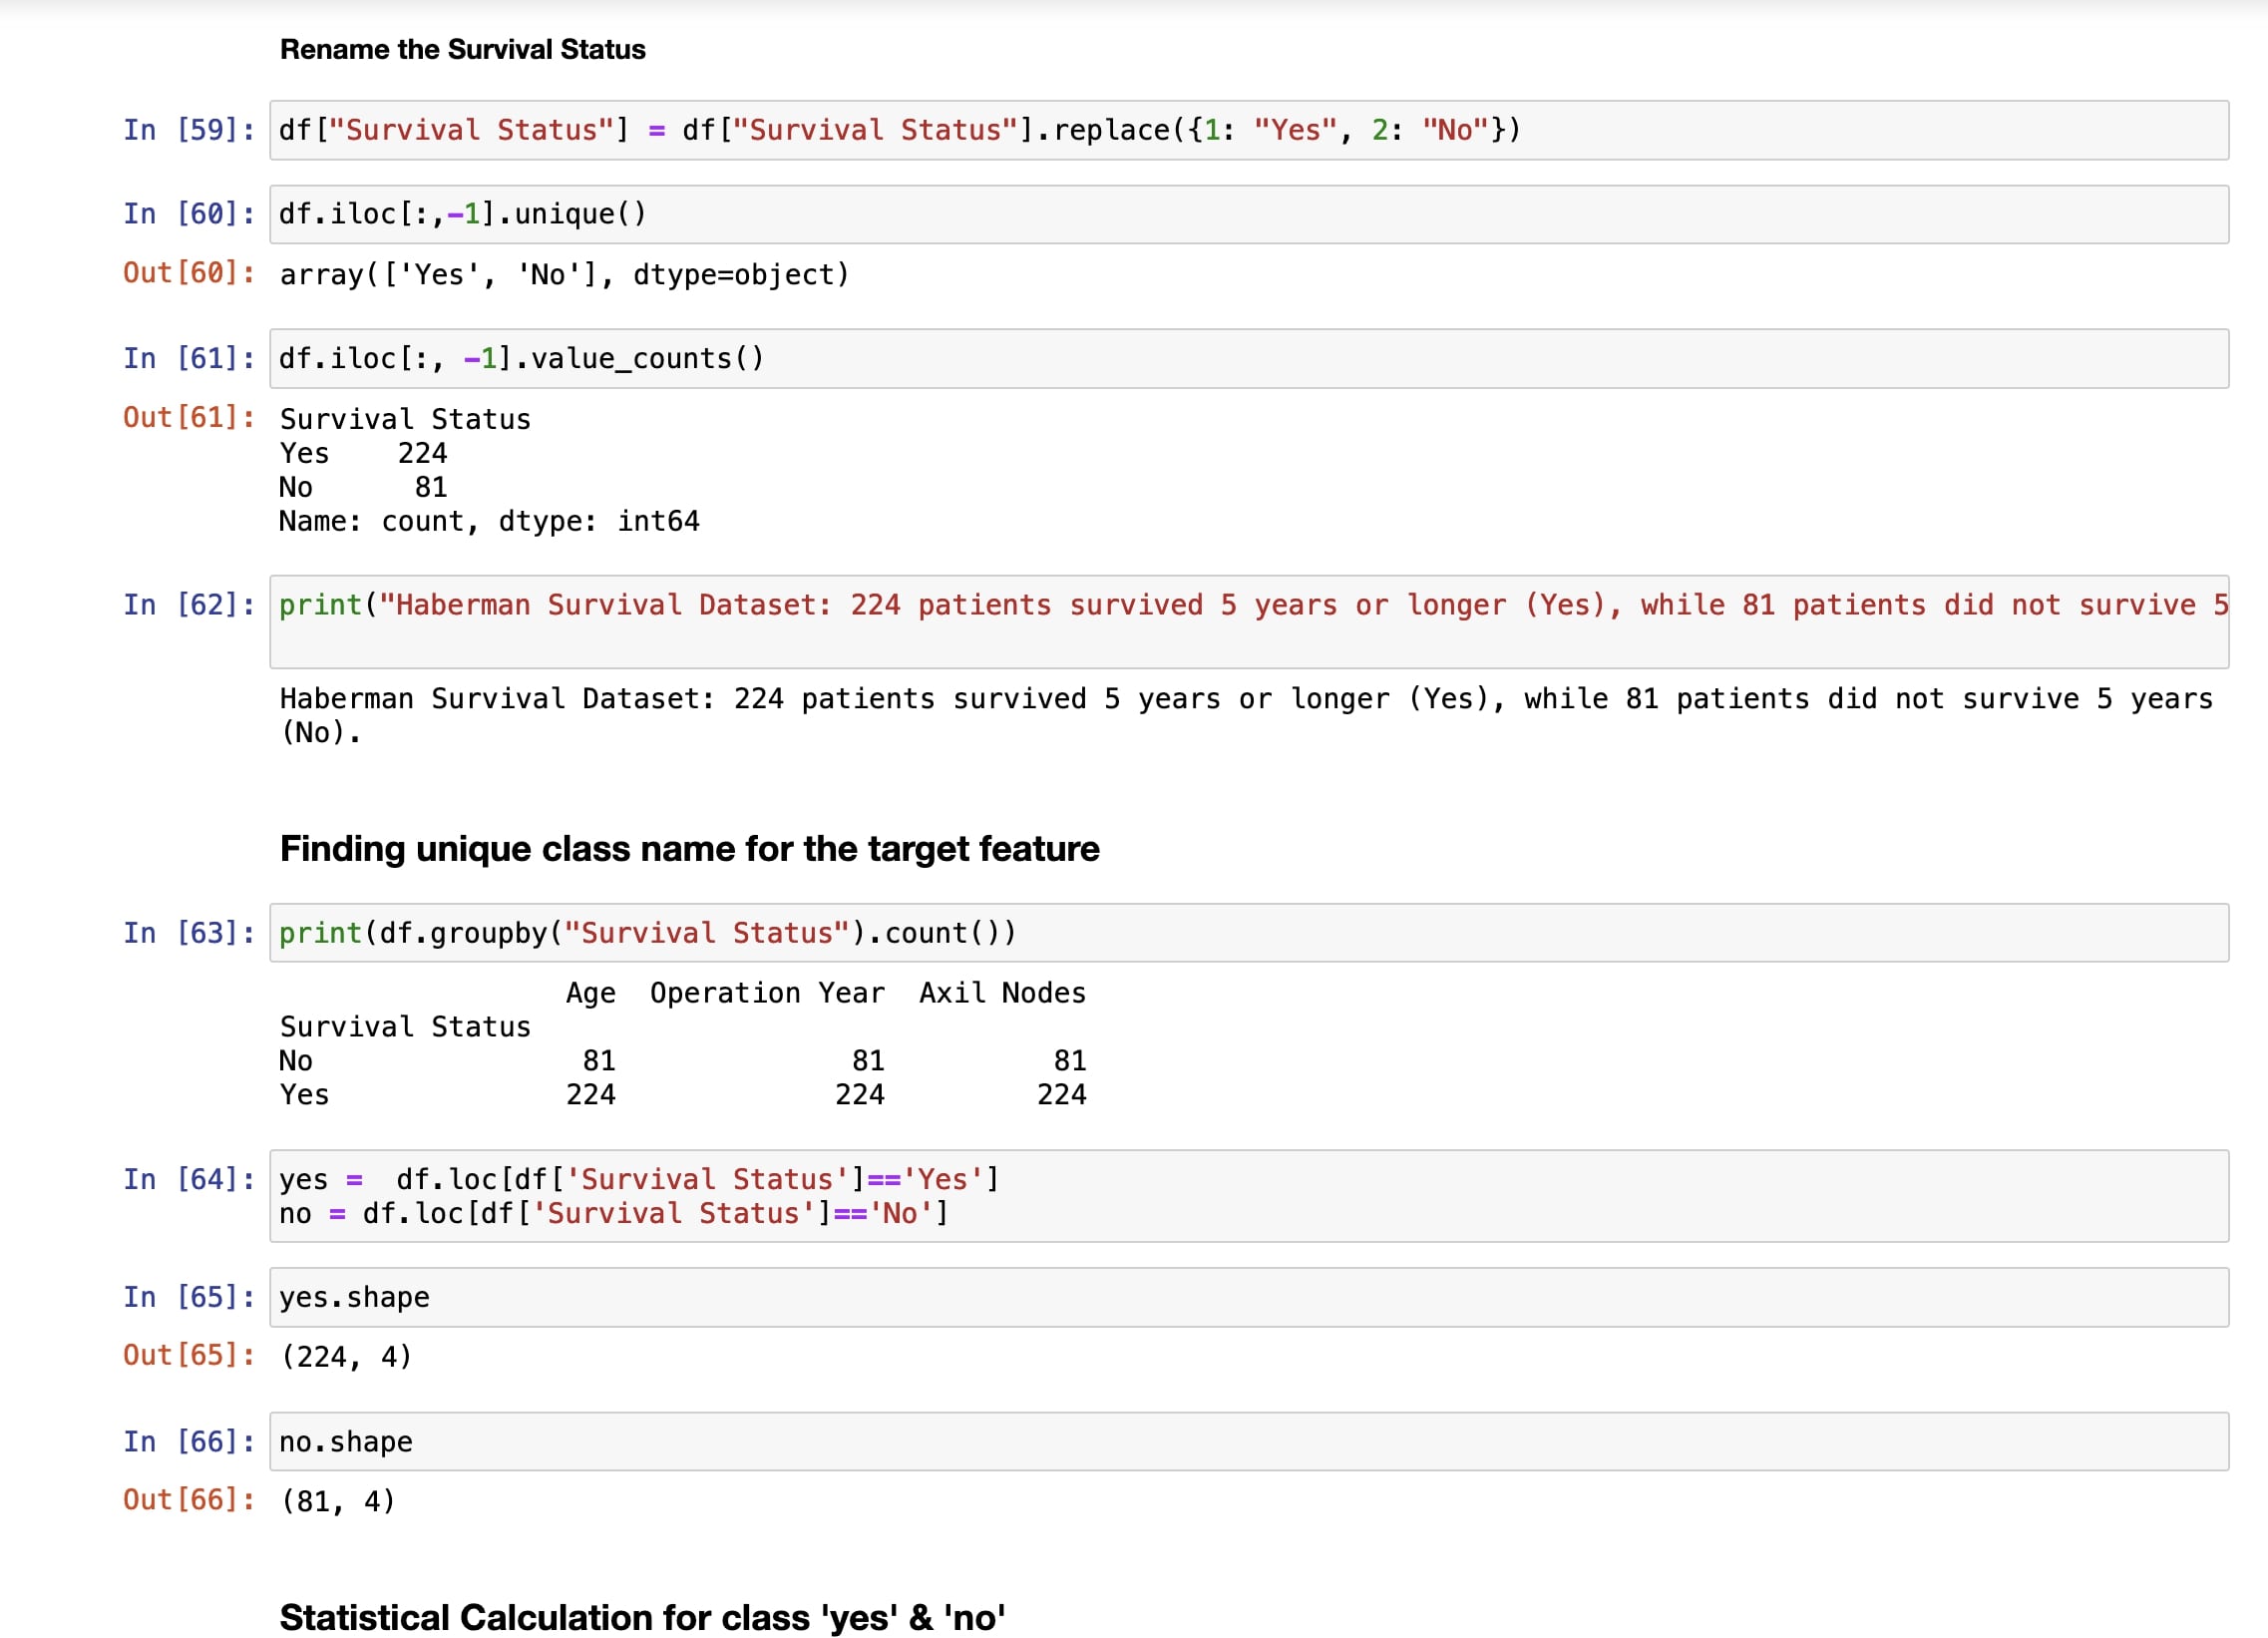 Rename the Survival Status
In [59]: df["Survival Status"] = df["Survival Status"].replace({1: "Yes", 2: "No"})
In [60]: df.iloc[:,-1].unique()
Out[60]: array(['Yes', 'No'], dtype=object)
In [61]: df.iloc[:, -1].value_counts()
Out[61]: Survival Status
Yes    224
No      81
Name: count, dtype: int64
In [62]: print("Haberman Survival Dataset: 224 patients survived 5 years or longer (Yes), while 81 patients did not survive 5
Haberman Survival Dataset: 224 patients survived 5 years or longer (Yes), while 81 patients did not survive 5 years
(No).
Finding unique class name for the target feature
In [63]: print(df.groupby("Survival Status").count())
Age  Operation Year  Axil Nodes
Survival Status
No                81              81          81
Yes              224             224         224
In [64]: yes =  df.loc[df['Survival Status']=='Yes']
no = df.loc[df['Survival Status']=='No']
In [65]: yes.shape
Out[65]: (224, 4)
In [66]: no.shape
Out[66]: (81, 4)
Statistical Calculation for class 'yes' & 'no'